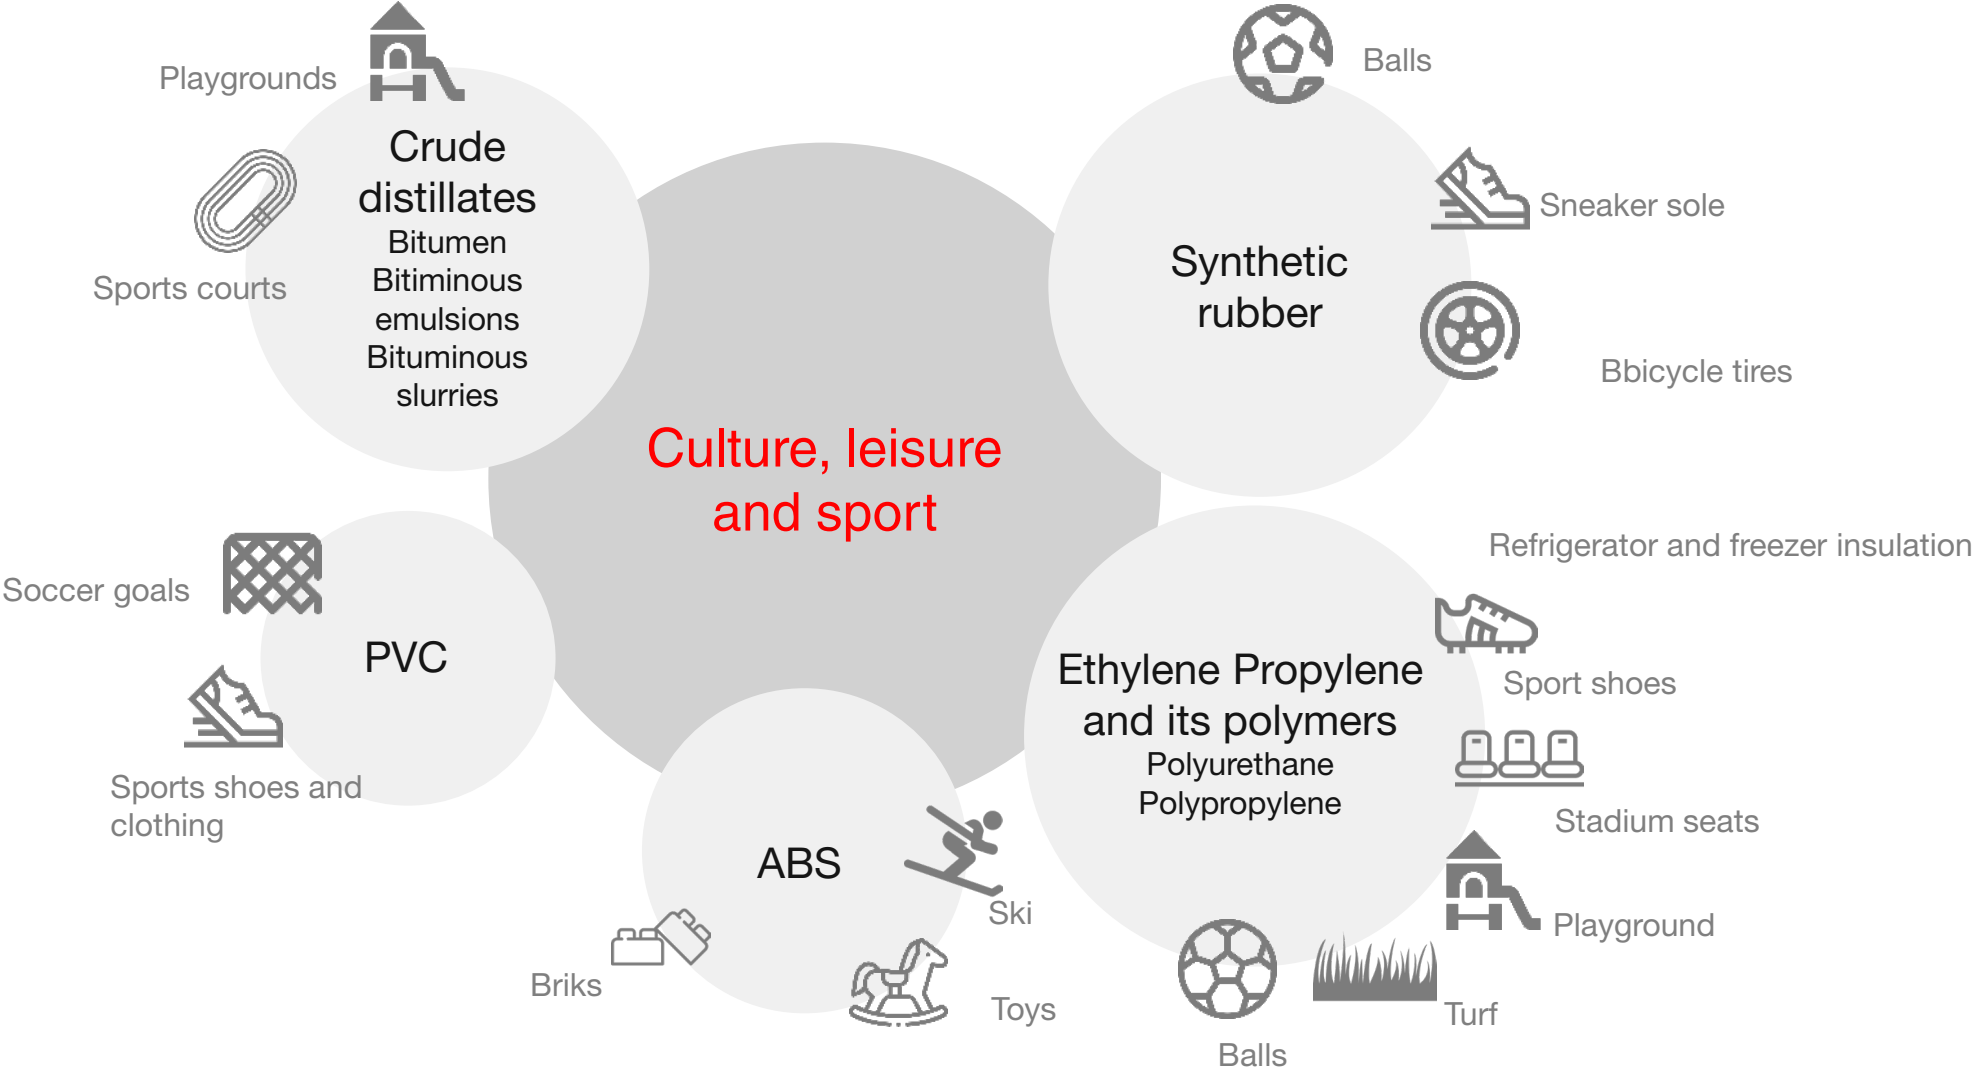 Playgrounds
Crude
distillates
Bitumen
Bitiminous
emulsions
Bituminous
slurries
Sports courts
Balls
Synthetic
rubber
Sneaker sole
Bbicycle tires
Culture, leisure
and sport
Soccer goals
PVC
Sports shoes and
clothing
Refrigerator and freezer insulation
Ethylene Propylene
and its polymers
Polyurethane
Polypropylene
Sport shoes
Stadium seats
Playground
Turf
Balls
ABS
Ski
Briks
Toys